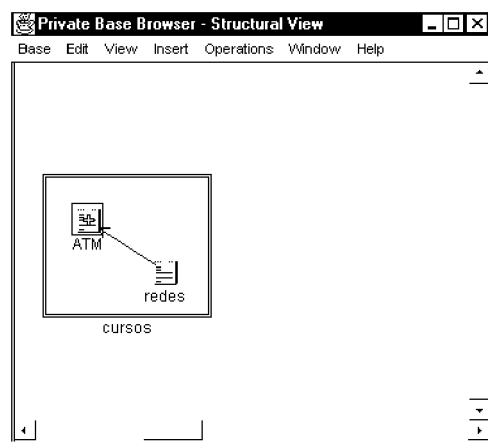 Private Base Browser - Structural View
Base Edit View Insert Operations Window Help
ATM
redes
cursos